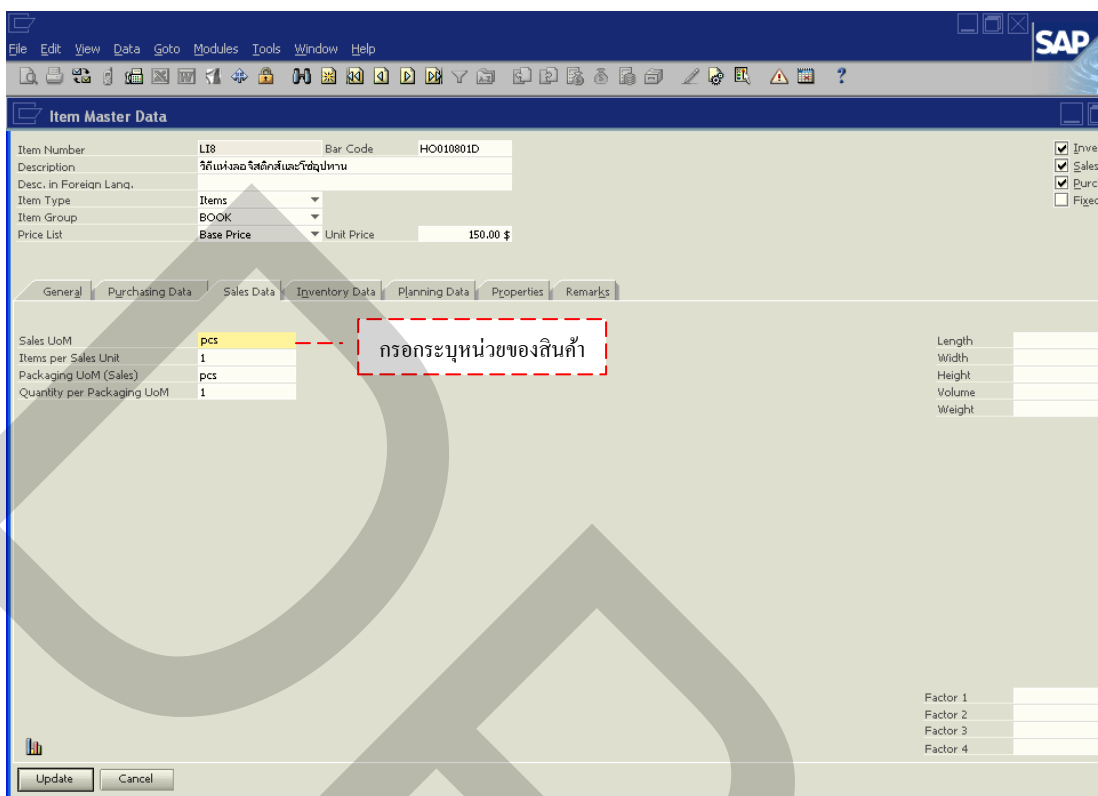 File Edit View Data Goto Modules Tools Window Help
SAP
Item Master Data
Item Number LI8 Bar Code HO010801D
Description วิถีแห่งลอจิสติกส์และโซ่อุปทาน
Desc. in Foreign Lang.
Item Type Items
Item Group BOOK
Price List Base Price Unit Price 150.00 $
Inve
Sales
Purc
Fixed
General Purchasing Data Sales Data Inventory Data Planning Data Properties Remarks
Sales UoM pcs
Items per Sales Unit 1
Packaging UoM (Sales) pcs
Quantity per Packaging UoM 1
กรอกระบุหน่วยของสินค้า
Length
Width
Height
Volume
Weight
Factor 1
Factor 2
Factor 3
Factor 4
Update Cancel